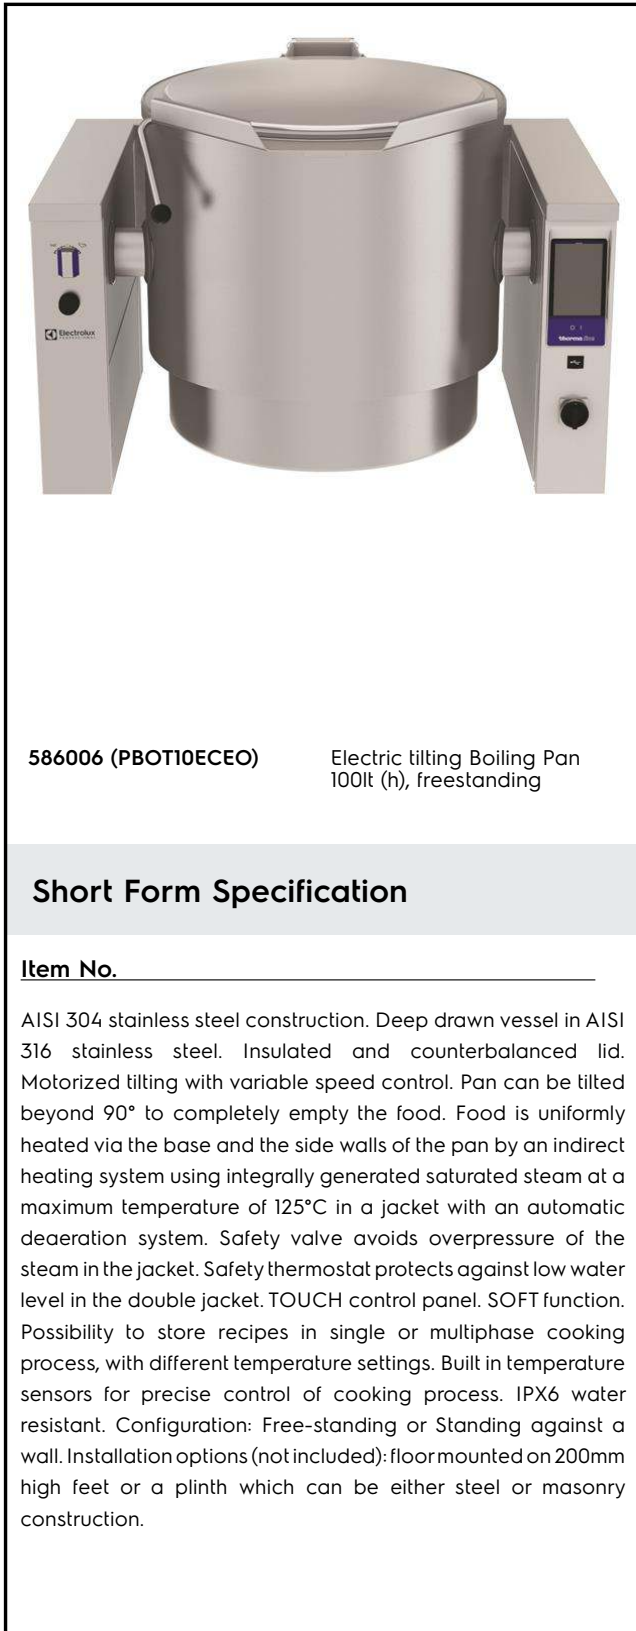 Electrolux
PROFESSIONAL
thermaline
586006 (PBOT10ECEO)
Electric tilting Boiling Pan
100lt (h), freestanding
Short Form Specification
Item No.
AISI 304 stainless steel construction. Deep drawn vessel in AISI
316 stainless steel. Insulated and counterbalanced lid.
Motorized tilting with variable speed control. Pan can be tilted
beyond 90° to completely empty the food. Food is uniformly
heated via the base and the side walls of the pan by an indirect
heating system using integrally generated saturated steam at a
maximum temperature of 125°C in a jacket with an automatic
deaeration system. Safety valve avoids overpressure of the
steam in the jacket. Safety thermostat protects against low water
level in the double jacket. TOUCH control panel. SOFT function.
Possibility to store recipes in single or multiphase cooking
process, with different temperature settings. Built in temperature
sensors for precise control of cooking process. IPX6 water
resistant. Configuration: Free-standing or Standing against a
wall. Installation options (not included): floor mounted on 200mm
high feet or a plinth which can be either steel or masonry
construction.